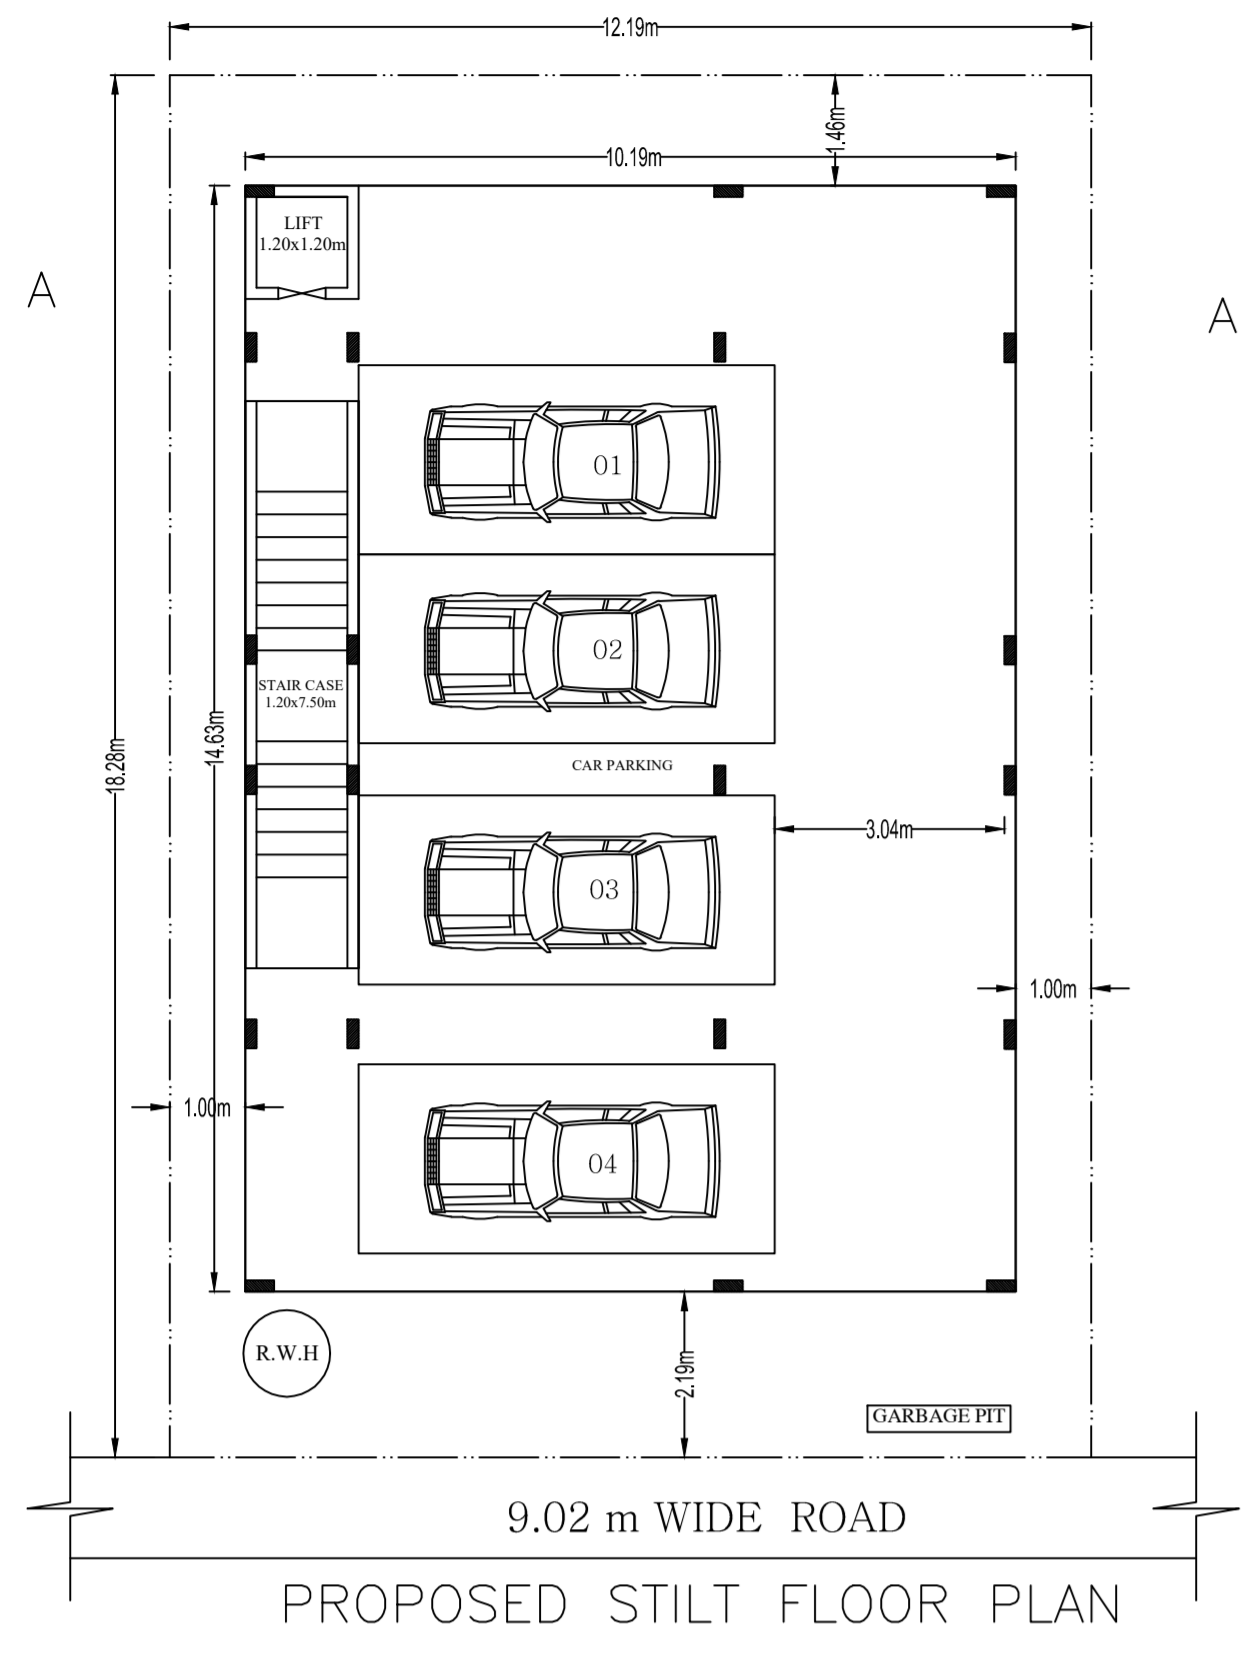 12.19m
1.46m
10.19m
LIFT
1.20x1.20m
A
A
01
02
STAIR CASE
1.20x7.50m
14.63m
18.28m
CAR PARKING
3.04m
03
1.00m
1.00m
04
R.W.H
2.19m
GARBAGE PIT
9.02 m WIDE ROAD
PROPOSED STILT FLOOR PLAN